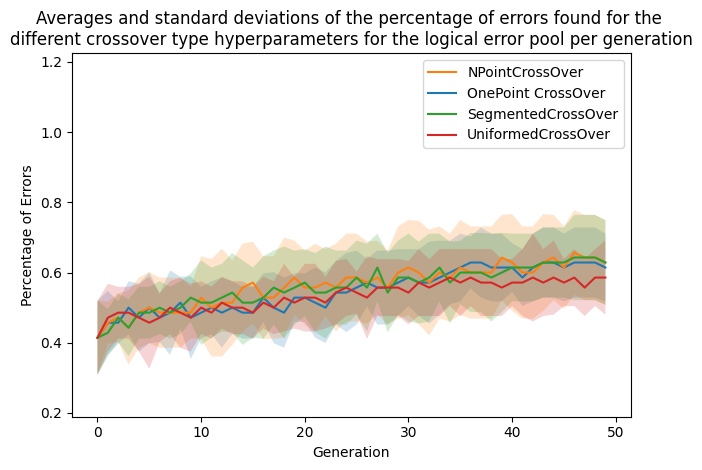 Averages and standard deviations of the percentage of errors found for the
different crossover type hyperparameters for the logical error pool per generation
NPointCrossOver
OnePoint CrossOver
SegmentedCrossOver
UniformedCrossOver
Percentage of Errors
1.2
1.0
0.8
0.6
0.4
0.2
0 10 20 30 40 50
Generation